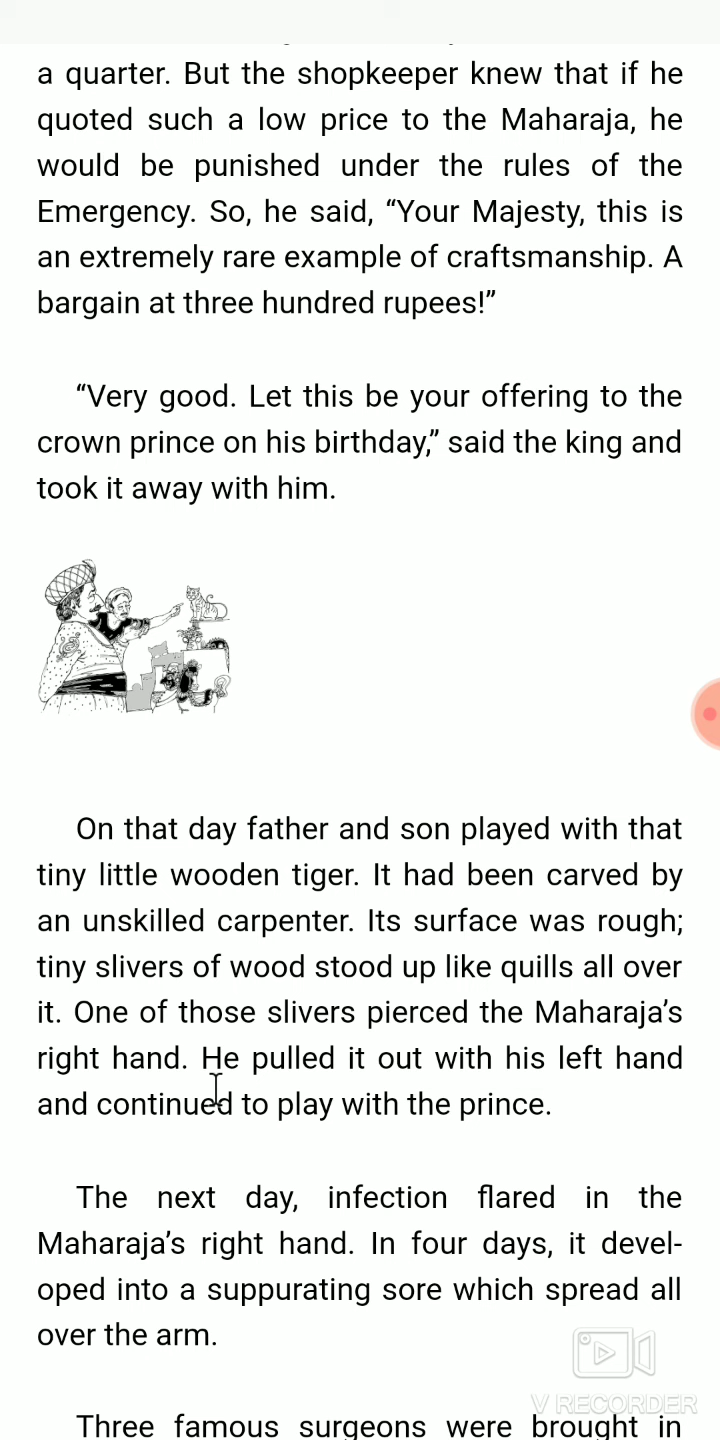 a quarter. But the shopkeeper knew that if he
quoted such a low price to the Maharaja, he
would be punished under the rules of the
Emergency. So, he said, “Your Majesty, this is
an extremely rare example of craftsmanship. A
bargain at three hundred rupees!”
“Very good. Let this be your offering to the
crown prince on his birthday,” said the king and
took it away with him.
On that day father and son played with that
tiny little wooden tiger. It had been carved by
an unskilled carpenter. Its surface was rough;
tiny slivers of wood stood up like quills all over
it. One of those slivers pierced the Maharaja’s
right hand. He pulled it out with his left hand
and continued to play with the prince.
The next day, infection flared in the
Maharaja’s right hand. In four days, it devel-
oped into a suppurating sore which spread all
over the arm.
Three famous surgeons were brought in
V RECORDER